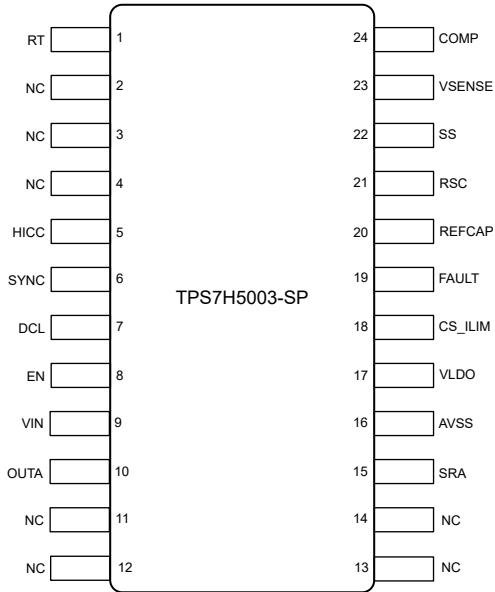 RT 1 24 COMP
NC 2 23 VSENSE
NC 3 22 SS
NC 4 21 RSC
HICC 5 20 REFCAP
SYNC 6 19 FAULT
TPS7H5003-SP
DCL 7 18 CS_ILIM
EN 8 17 VLDO
VIN 9 16 AVSS
OUTA 10 15 SRA
NC 11 14 NC
NC 12 13 NC